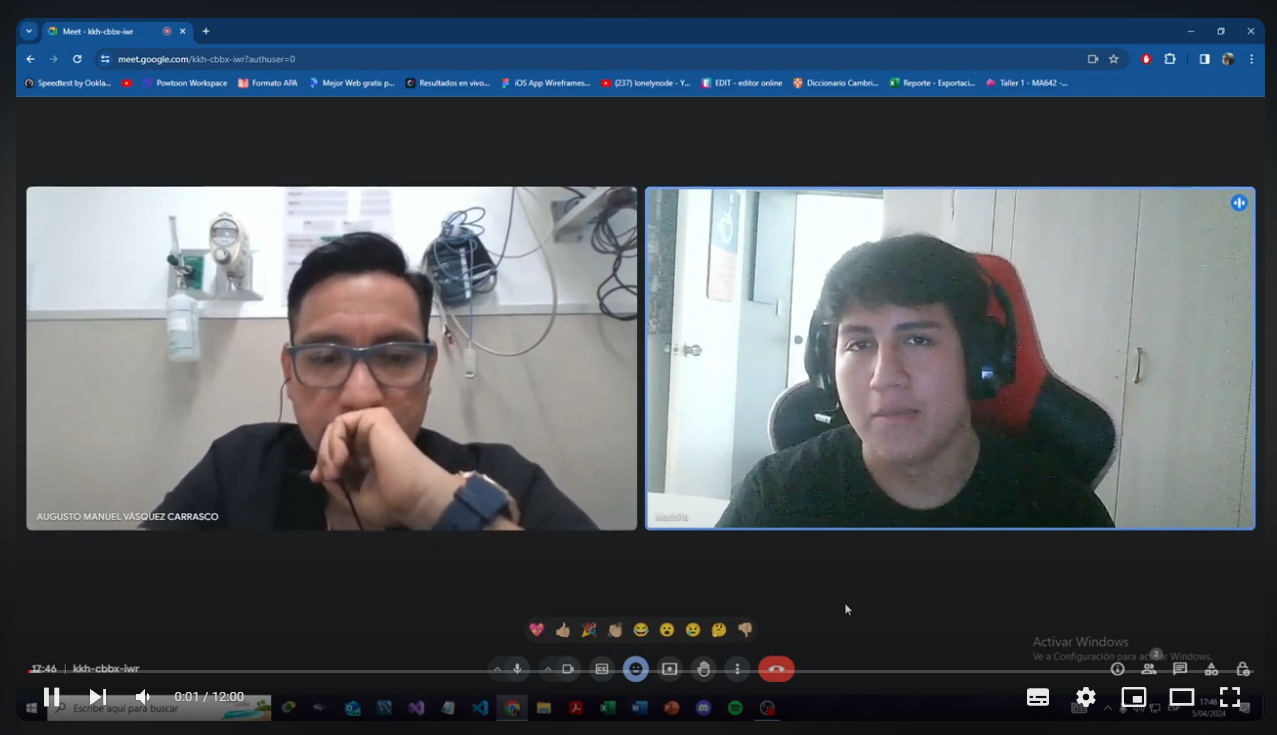 Meet - kkh-cbbx-iwr
meet.google.com/kkh-cbbx-iwr?authuser=0
Speedtest by Ookla...
Powtoon Workspace
Formato APA
Mejor Web gratis p...
Resultados en vivo...
iOS App Wireframes...
(237) lonelynode - Y...
EDIT - editor online
Diccionario Cambri...
Reporte - Exportaci...
Taller 1 - MA642 -...
AUGUSTO MANUEL VÁSQUEZ CARRASCO
Activar Windows
Ve a Configuración para activar Windows.
2
17:46 | kkh-cbbx-iwr
0:01 / 12:00
Escribe aquí para buscar
ESP
17:46
5/04/2024